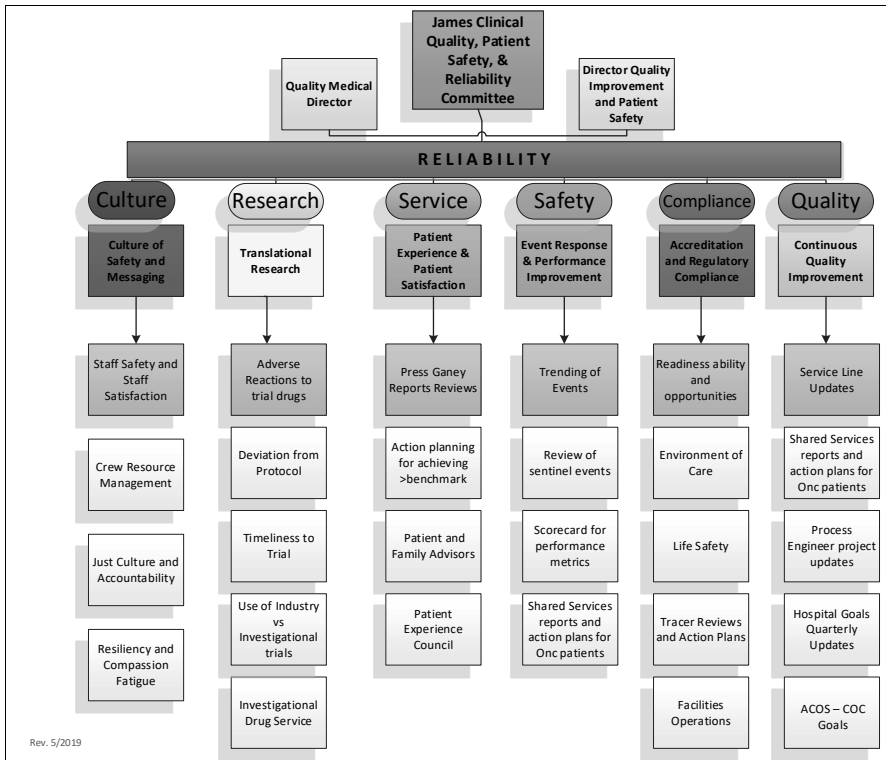 James Clinical
Quality, Patient
Safety, &
Reliability
Committee
Quality Medical
Director
Director Quality
Improvement
and Patient
Safety
RELIABILITY
Culture
Research
Service
Safety
Compliance
Quality
Culture of
Safety and
Messaging
Translational
Research
Patient
Experience &
Patient
Satisfaction
Event Response
& Performance
Improvement
Accreditation
and Regulatory
Compliance
Continuous
Quality
Improvement
Staff Safety and
Staff
Satisfaction
Crew Resource
Management
Just Culture and
Accountability
Resiliency and
Compassion
Fatigue
Adverse
Reactions to
trial drugs
Deviation from
Protocol
Timeliness to
Trial
Use of Industry
vs
Investigational
trials
Investigational
Drug Service
Press Ganey
Reports Reviews
Action planning
for achieving
>benchmark
Patient and
Family Advisors
Patient
Experience
Council
Trending of
Events
Review of
sentinel events
Scorecard for
performance
metrics
Shared Services
reports and
action plans for
Onc patients
Readiness ability
and
opportunities
Environment of
Care
Life Safety
Tracer Reviews
and Action Plans
Facilities
Operations
Service Line
Updates
Shared Services
reports and
action plans for
Onc patients
Process
Engineer project
updates
Hospital Goals
Quarterly
Updates
ACOS – COC
Goals
Rev. 5/2019